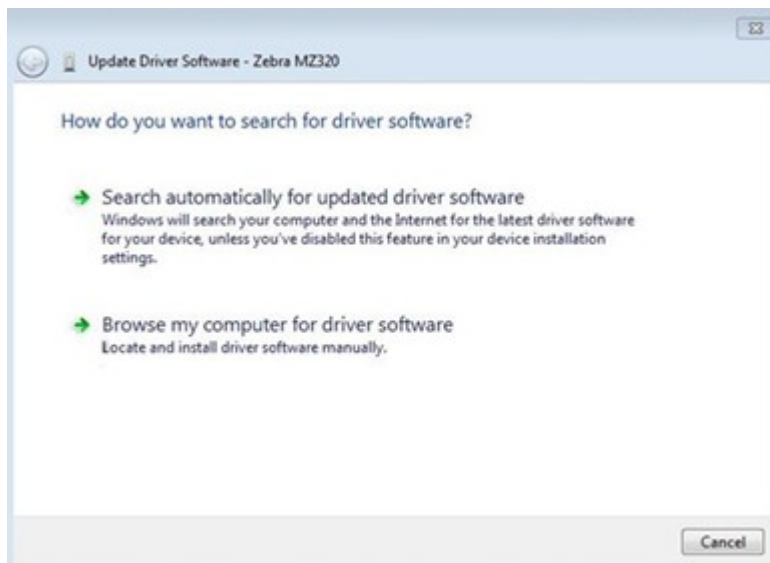 Update Driver Software - Zebra MZ320
How do you want to search for driver software?
Search automatically for updated driver software
Windows will search your computer and the Internet for the latest driver software
for your device, unless you've disabled this feature in your device installation
settings.
Browse my computer for driver software
Locate and install driver software manually.
Cancel